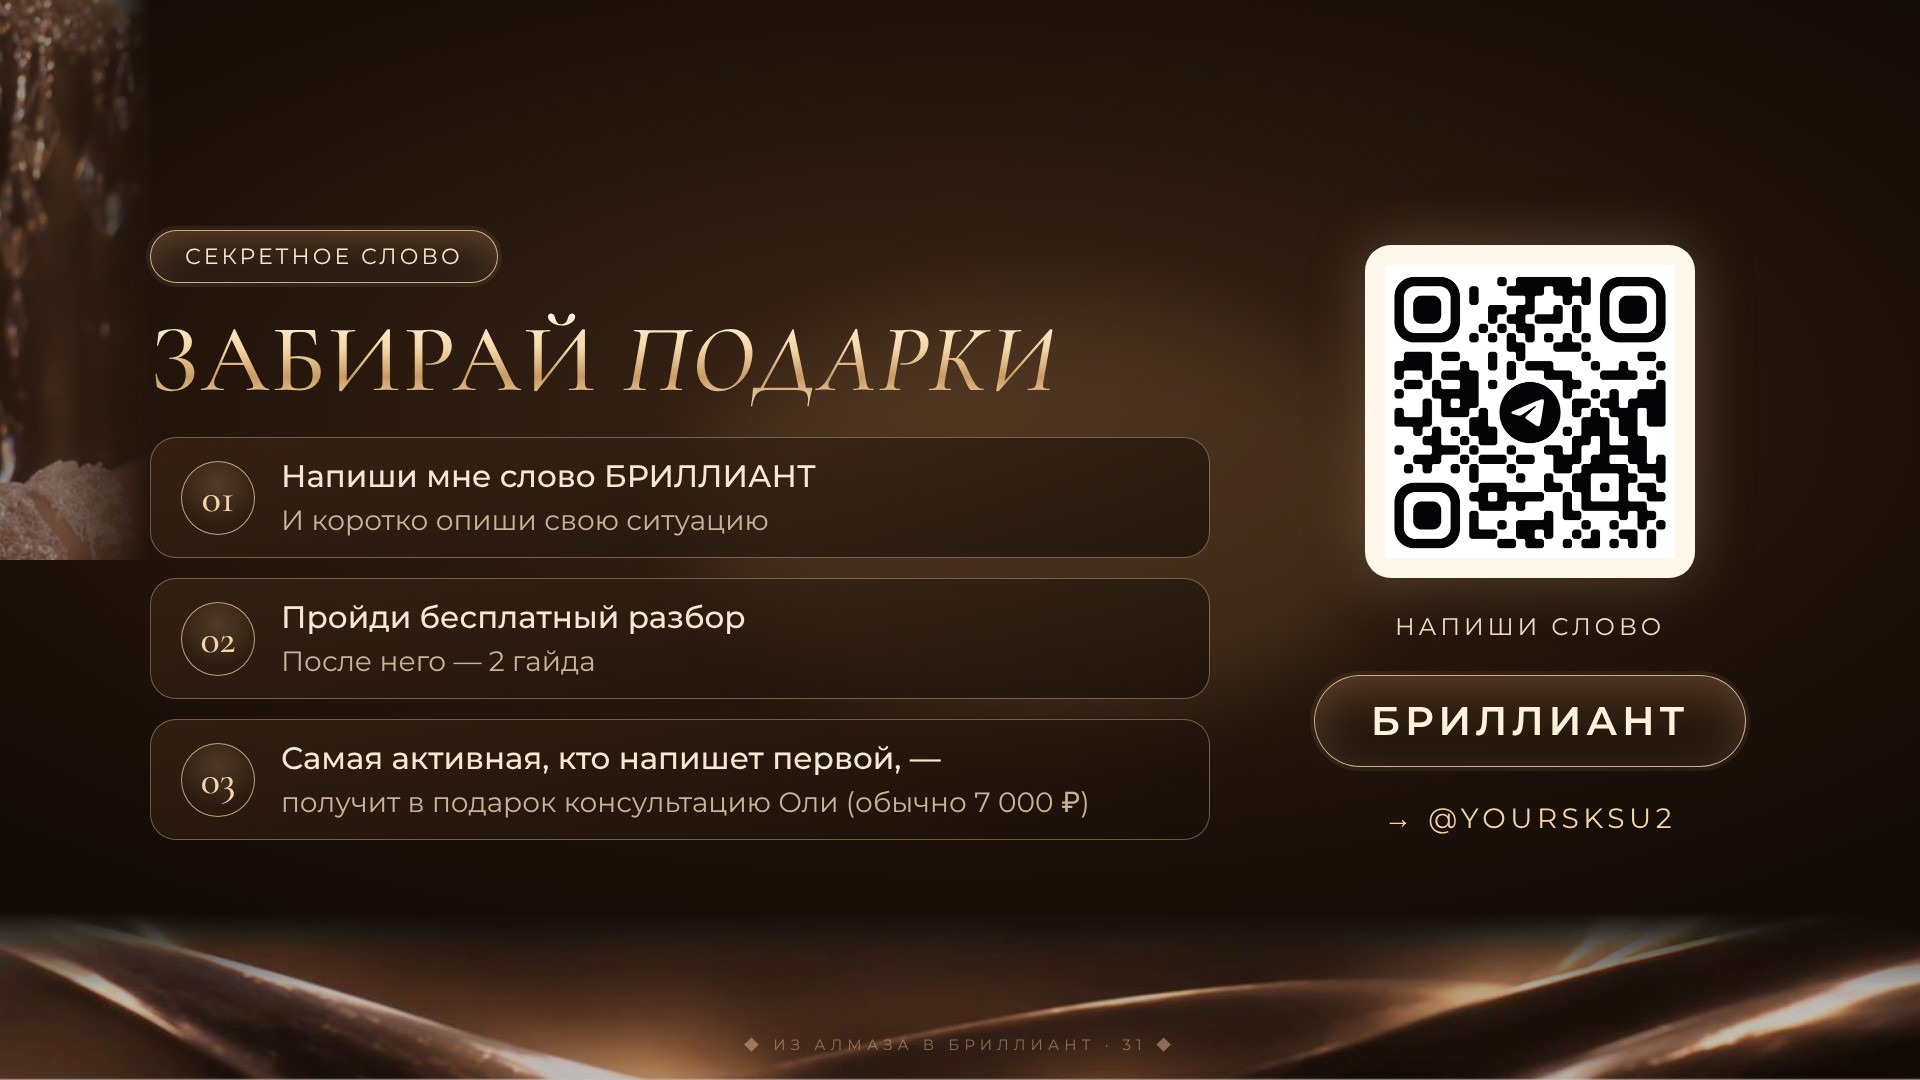 СЕКРЕТНОЕ СЛОВО
ЗАБИРАЙ ПОДАРКИ
01
Напиши мне слово БРИЛЛИАНТ
И коротко опиши свою ситуацию
02
Пройди бесплатный разбор
После него — 2 гайда
03
Самая активная, кто напишет первой, —
получит в подарок консультацию Оли (обычно 7 000 ₽)
НАПИШИ СЛОВО
БРИЛЛИАНТ
→ @YOURSKSU2
◆ ИЗ АЛМАЗА В БРИЛЛИАНТ · 31 ◆